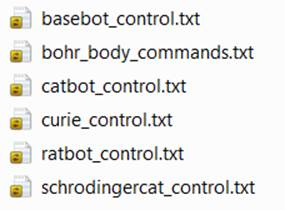 basebot_control.txt
bohr_body_commands.txt
catbot_control.txt
curie_control.txt
ratbot_control.txt
schrodingercat_control.txt